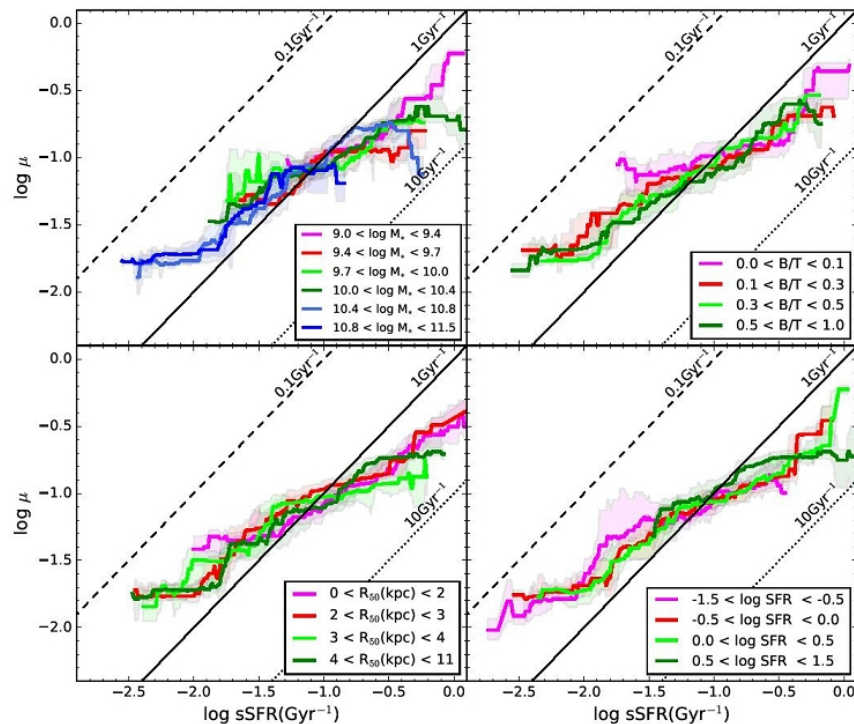 0.1Gyr⁻¹
1Gyr⁻¹
10Gyr⁻¹
0.0
−0.5
−1.0
−1.5
−2.0
log μ
9.0 < log M* < 9.4
9.4 < log M* < 9.7
9.7 < log M* < 10.0
10.0 < log M* < 10.4
10.4 < log M* < 10.8
10.8 < log M* < 11.5
0.1Gyr⁻¹
1Gyr⁻¹
10Gyr⁻¹
0.0 < B/T < 0.1
0.1 < B/T < 0.3
0.3 < B/T < 0.5
0.5 < B/T < 1.0
0.1Gyr⁻¹
1Gyr⁻¹
10Gyr⁻¹
0.0
−0.5
−1.0
−1.5
−2.0
log μ
0 < R₅₀(kpc) < 2
2 < R₅₀(kpc) < 3
3 < R₅₀(kpc) < 4
4 < R₅₀(kpc) < 11
−2.5 −2.0 −1.5 −1.0 −0.5 0.0
log sSFR(Gyr⁻¹)
0.1Gyr⁻¹
1Gyr⁻¹
10Gyr⁻¹
-1.5 < log SFR < -0.5
-0.5 < log SFR < 0.0
0.0 < log SFR < 0.5
0.5 < log SFR < 1.5
−2.5 −2.0 −1.5 −1.0 −0.5 0.0
log sSFR(Gyr⁻¹)